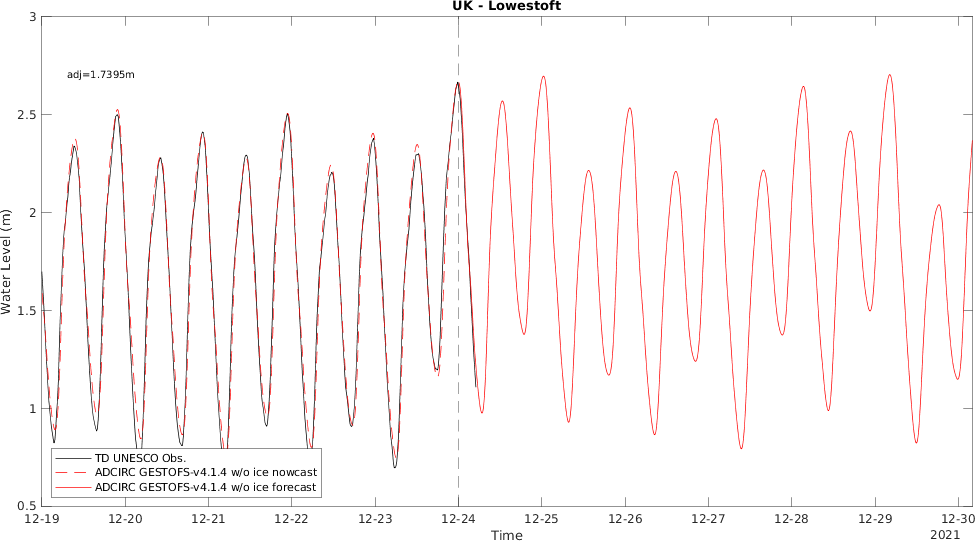 UK - Lowestoft
3
adj=1.7395m
2.5
2
Water Level (m)
1.5
1
TD UNESCO Obs.
ADCIRC GESTOFS-v4.1.4 w/o ice nowcast
ADCIRC GESTOFS-v4.1.4 w/o ice forecast
0.5
12-19 12-20 12-21 12-22 12-23 12-24 12-25 12-26 12-27 12-28 12-29 12-30
Time
2021